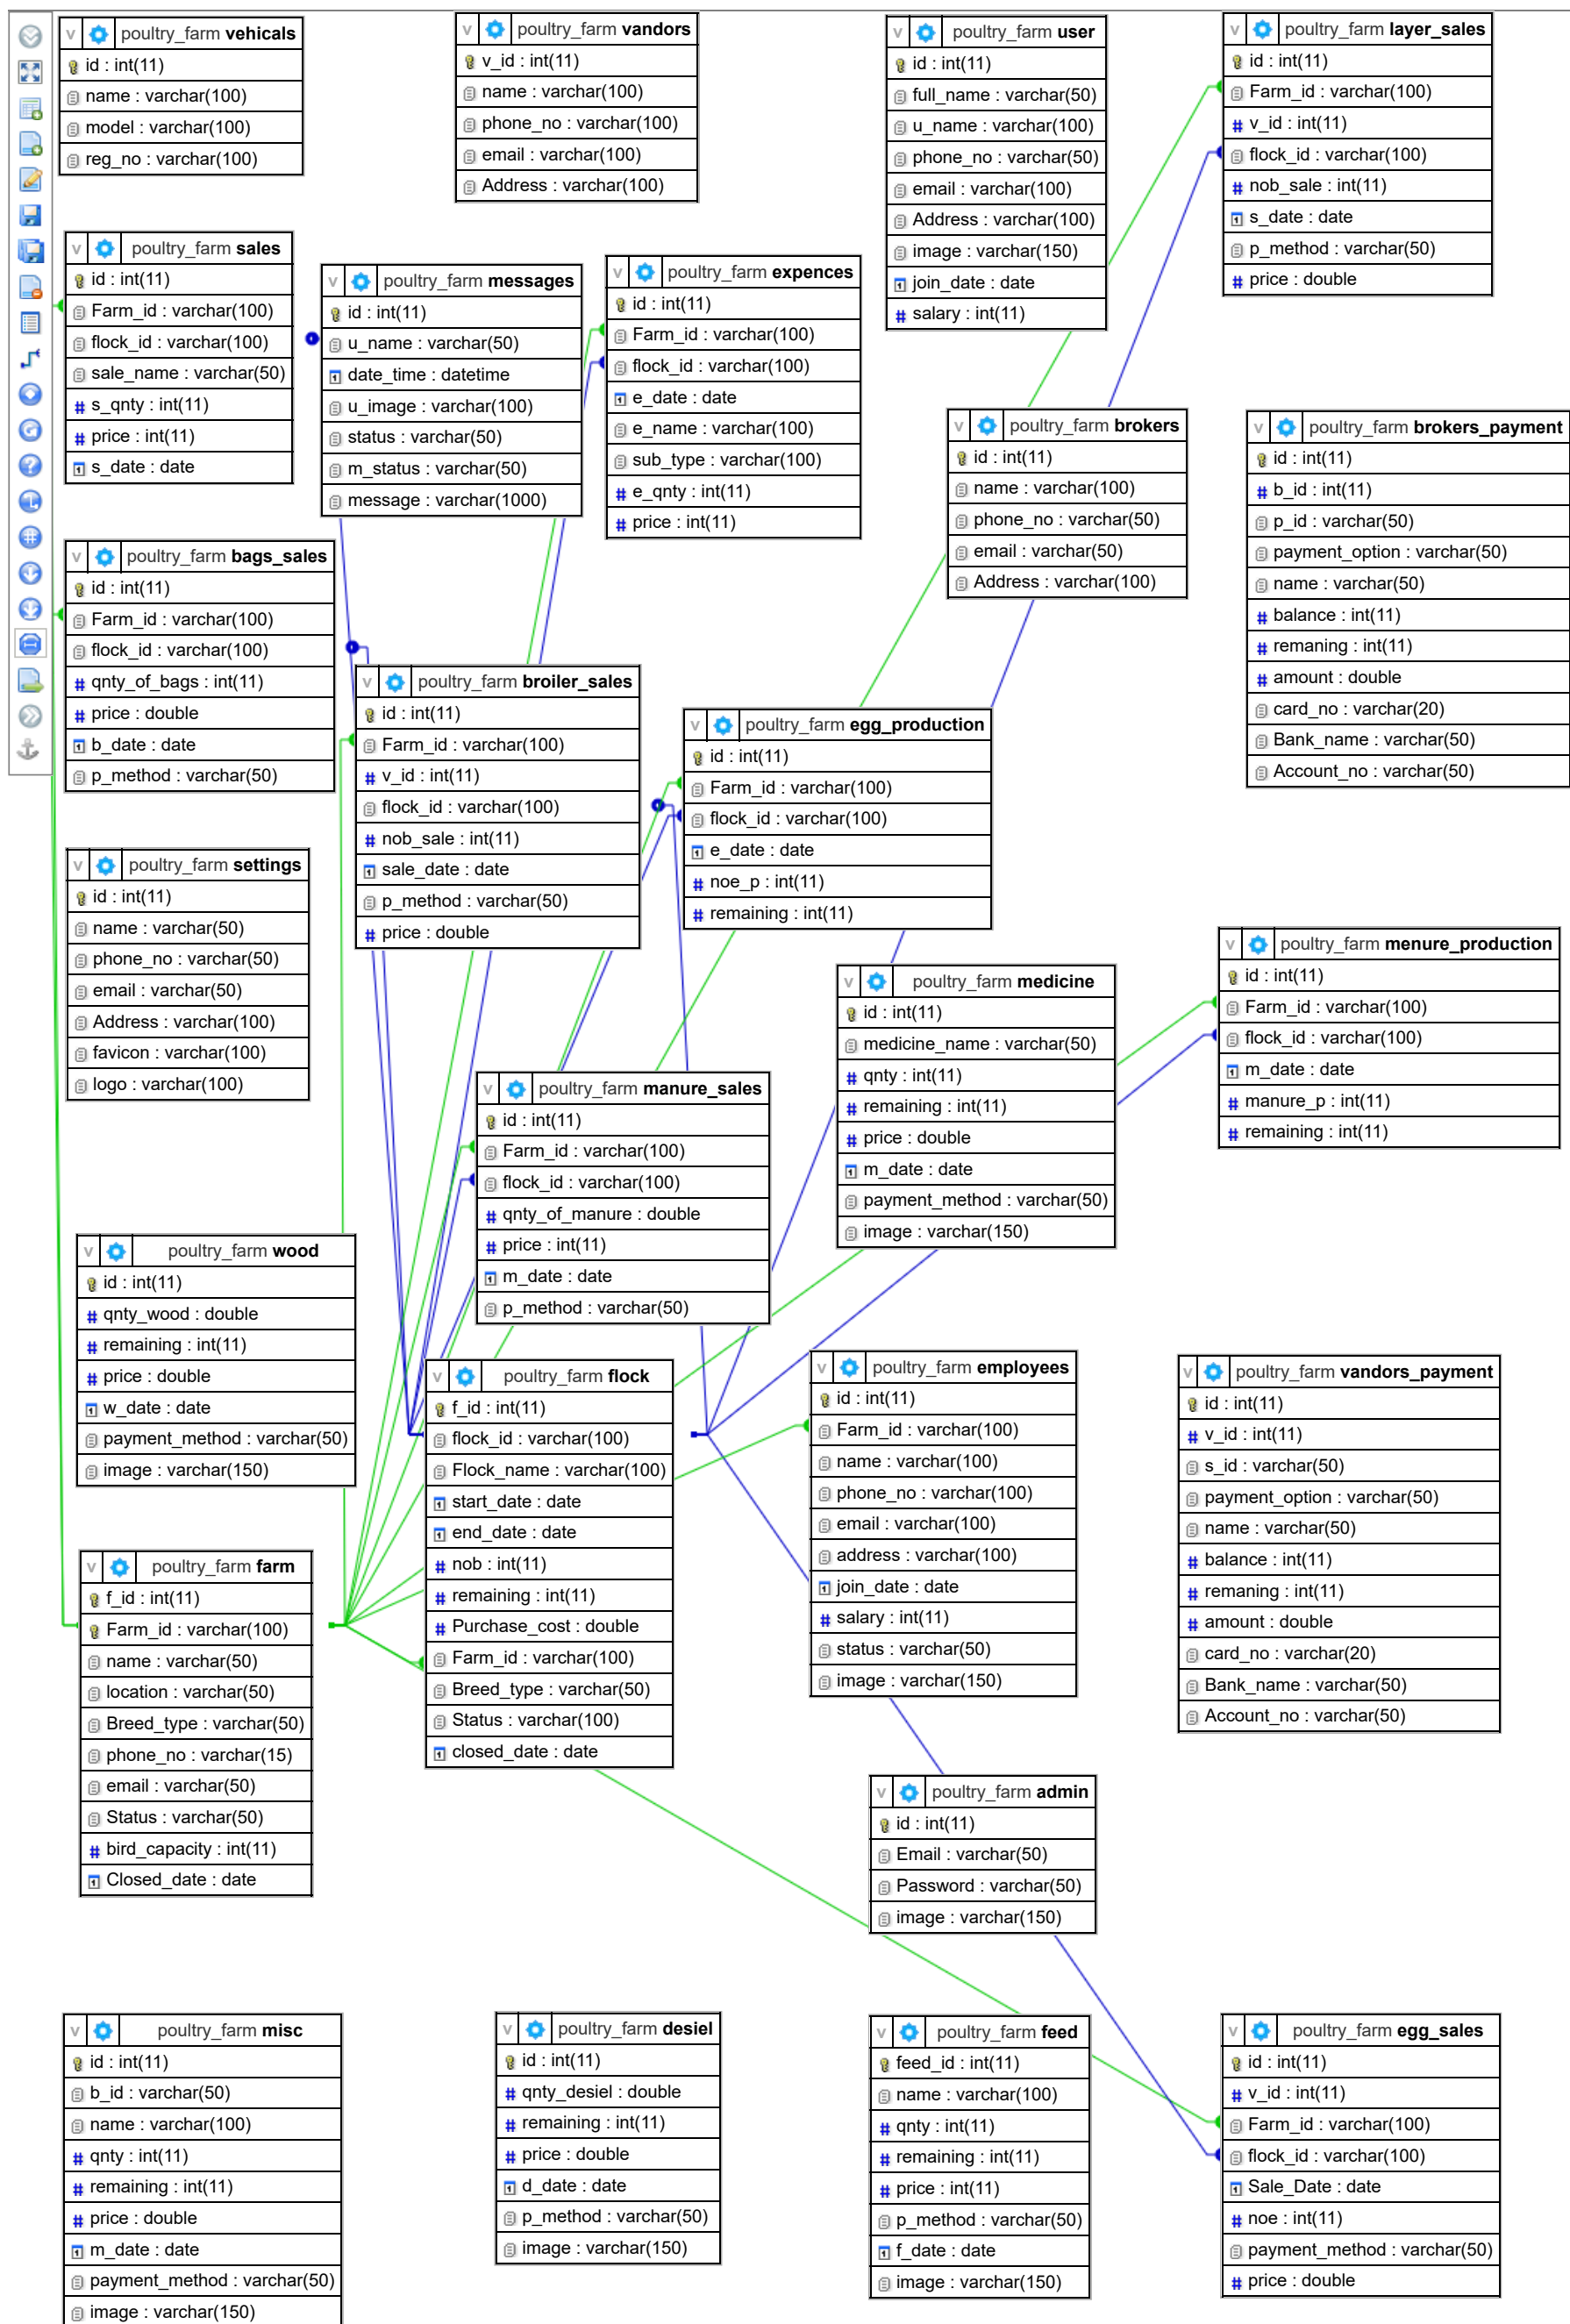 v poultry_farm vehicals
id : int(11)
name : varchar(100)
model : varchar(100)
reg_no : varchar(100)
v poultry_farm vandors
v_id : int(11)
name : varchar(100)
phone_no : varchar(100)
email : varchar(100)
Address : varchar(100)
v poultry_farm user
id : int(11)
full_name : varchar(50)
u_name : varchar(100)
phone_no : varchar(50)
email : varchar(100)
Address : varchar(100)
image : varchar(150)
join_date : date
# salary : int(11)
v poultry_farm layer_sales
id : int(11)
Farm_id : varchar(100)
# v_id : int(11)
flock_id : varchar(100)
# nob_sale : int(11)
s_date : date
p_method : varchar(50)
# price : double
v poultry_farm sales
id : int(11)
Farm_id : varchar(100)
flock_id : varchar(100)
sale_name : varchar(50)
# s_qnty : int(11)
# price : int(11)
s_date : date
v poultry_farm messages
id : int(11)
u_name : varchar(50)
date_time : datetime
u_image : varchar(100)
status : varchar(50)
m_status : varchar(50)
message : varchar(1000)
v poultry_farm expences
id : int(11)
Farm_id : varchar(100)
flock_id : varchar(100)
e_date : date
e_name : varchar(100)
sub_type : varchar(100)
# e_qnty : int(11)
# price : int(11)
v poultry_farm brokers
id : int(11)
name : varchar(100)
phone_no : varchar(50)
email : varchar(50)
Address : varchar(100)
v poultry_farm brokers_payment
id : int(11)
# b_id : int(11)
p_id : varchar(50)
payment_option : varchar(50)
name : varchar(50)
# balance : int(11)
# remaning : int(11)
# amount : double
card_no : varchar(20)
Bank_name : varchar(50)
Account_no : varchar(50)
v poultry_farm bags_sales
id : int(11)
Farm_id : varchar(100)
flock_id : varchar(100)
# qnty_of_bags : int(11)
# price : double
b_date : date
p_method : varchar(50)
v poultry_farm broiler_sales
id : int(11)
Farm_id : varchar(100)
# v_id : int(11)
flock_id : varchar(100)
# nob_sale : int(11)
sale_date : date
p_method : varchar(50)
# price : double
v poultry_farm egg_production
id : int(11)
Farm_id : varchar(100)
flock_id : varchar(100)
e_date : date
# noe_p : int(11)
# remaining : int(11)
v poultry_farm settings
id : int(11)
name : varchar(50)
phone_no : varchar(50)
email : varchar(50)
Address : varchar(100)
favicon : varchar(100)
logo : varchar(100)
v poultry_farm medicine
id : int(11)
medicine_name : varchar(50)
# qnty : int(11)
# remaining : int(11)
# price : double
m_date : date
payment_method : varchar(50)
image : varchar(150)
v poultry_farm menure_production
id : int(11)
Farm_id : varchar(100)
flock_id : varchar(100)
m_date : date
# manure_p : int(11)
# remaining : int(11)
v poultry_farm manure_sales
id : int(11)
Farm_id : varchar(100)
flock_id : varchar(100)
# qnty_of_manure : double
# price : int(11)
m_date : date
p_method : varchar(50)
v poultry_farm wood
id : int(11)
# qnty_wood : double
# remaining : int(11)
# price : double
w_date : date
payment_method : varchar(50)
image : varchar(150)
v poultry_farm flock
f_id : int(11)
flock_id : varchar(100)
Flock_name : varchar(100)
start_date : date
end_date : date
# nob : int(11)
# remaining : int(11)
# Purchase_cost : double
Farm_id : varchar(100)
Breed_type : varchar(50)
Status : varchar(100)
closed_date : date
v poultry_farm employees
id : int(11)
Farm_id : varchar(100)
name : varchar(100)
phone_no : varchar(100)
email : varchar(100)
address : varchar(100)
join_date : date
# salary : int(11)
status : varchar(50)
image : varchar(150)
v poultry_farm vandors_payment
id : int(11)
# v_id : int(11)
s_id : varchar(50)
payment_option : varchar(50)
name : varchar(50)
# balance : int(11)
# remaning : int(11)
# amount : double
card_no : varchar(20)
Bank_name : varchar(50)
Account_no : varchar(50)
v poultry_farm farm
f_id : int(11)
Farm_id : varchar(100)
name : varchar(50)
location : varchar(50)
Breed_type : varchar(50)
phone_no : varchar(15)
email : varchar(50)
Status : varchar(50)
# bird_capacity : int(11)
Closed_date : date
v poultry_farm admin
id : int(11)
Email : varchar(50)
Password : varchar(50)
image : varchar(150)
v poultry_farm misc
id : int(11)
b_id : varchar(50)
name : varchar(100)
# qnty : int(11)
# remaining : int(11)
# price : double
m_date : date
payment_method : varchar(50)
image : varchar(150)
v poultry_farm desiel
id : int(11)
# qnty_desiel : double
# remaining : int(11)
# price : double
d_date : date
p_method : varchar(50)
image : varchar(150)
v poultry_farm feed
feed_id : int(11)
name : varchar(100)
# qnty : int(11)
# remaining : int(11)
# price : int(11)
p_method : varchar(50)
f_date : date
image : varchar(150)
v poultry_farm egg_sales
id : int(11)
# v_id : int(11)
Farm_id : varchar(100)
flock_id : varchar(100)
Sale_Date : date
# noe : int(11)
payment_method : varchar(50)
# price : double